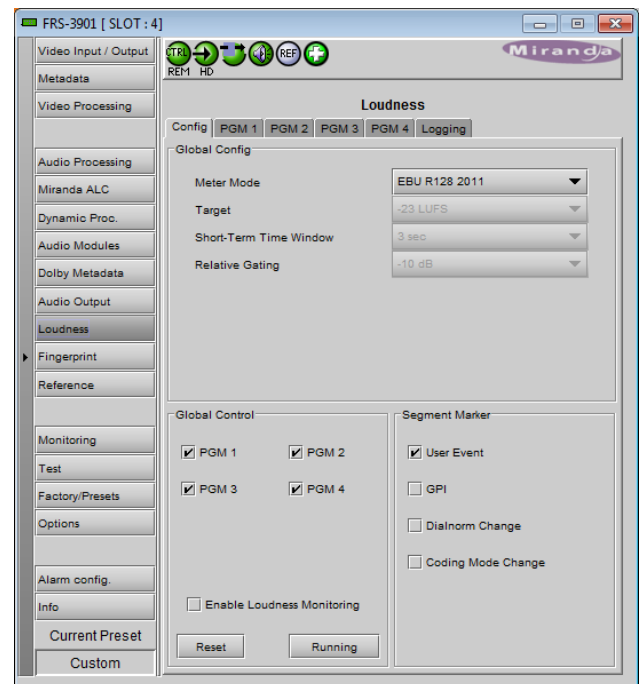 FRS-3901 [ SLOT : 4]
Video Input / Output
Metadata
Video Processing
Audio Processing
Miranda ALC
Dynamic Proc.
Audio Modules
Dolby Metadata
Audio Output
Loudness
Fingerprint
Reference
Monitoring
Test
Factory/Presets
Options
Alarm config.
Info
Current Preset
Custom
CTRL REF
REM HD
Miranda
Loudness
Config PGM 1 PGM 2 PGM 3 PGM 4 Logging
Global Config
Meter Mode EBU R128 2011
Target -23 LUFS
Short-Term Time Window 3 sec
Relative Gating -10 dB
Global Control
PGM 1 PGM 2
PGM 3 PGM 4
Enable Loudness Monitoring
Reset Running
Segment Marker
User Event
GPI
Dialnorm Change
Coding Mode Change